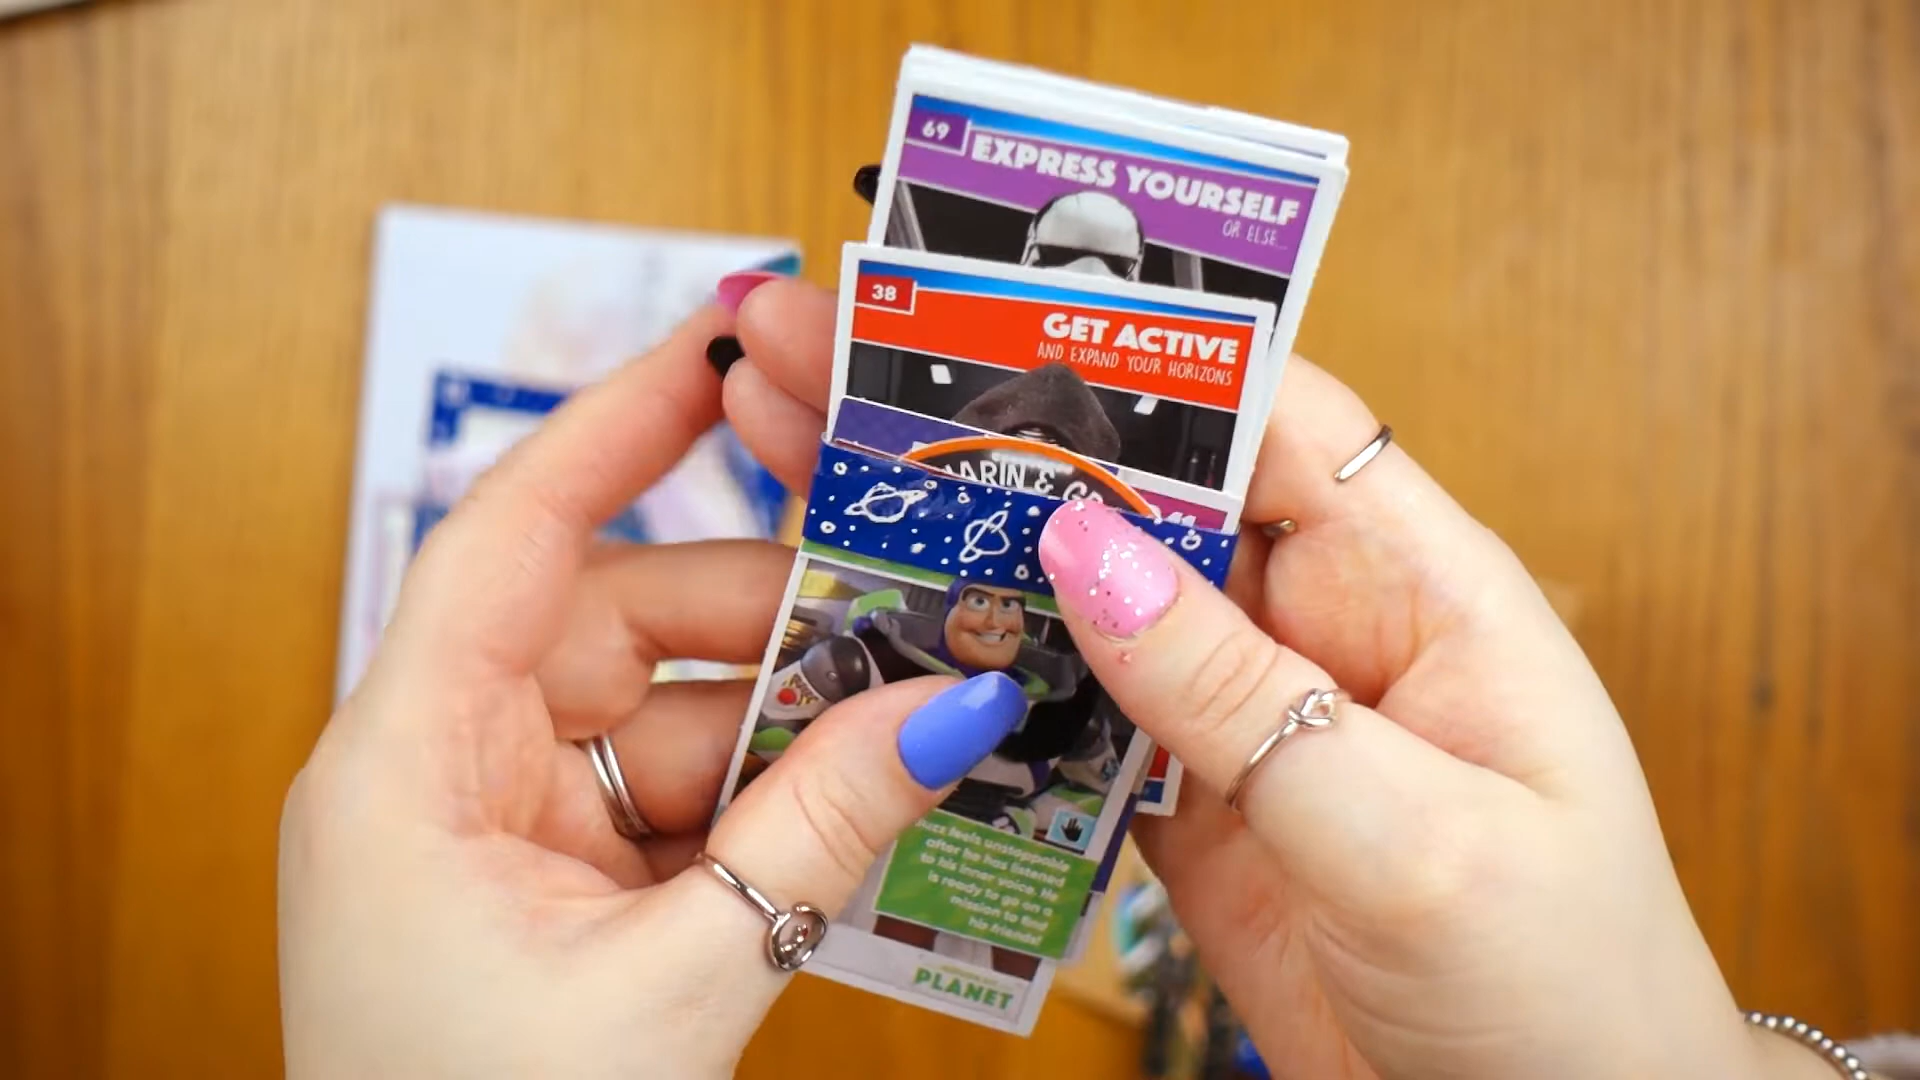 69
EXPRESS YOURSELF
OR ELSE...
38
GET ACTIVE
AND EXPAND YOUR HORIZONS
ARIN &
Buzz feels unstoppable
after he has listened
to his inner voice. He
is ready to go on a
mission to find
his friends!
PLANET